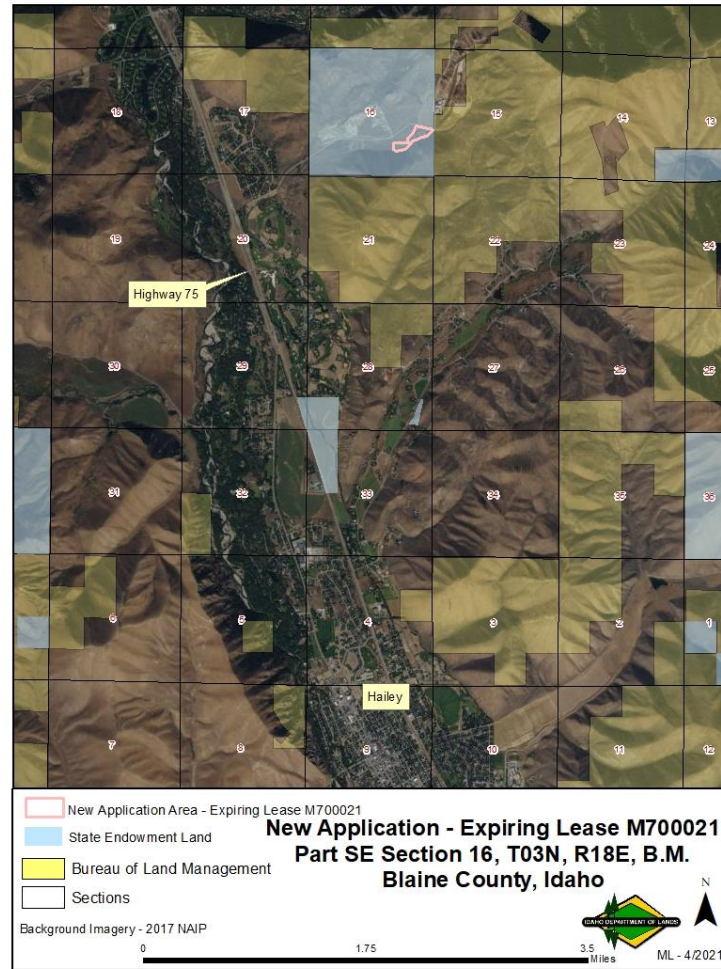 18
17
16
15
14
13
19
20
21
22
23
24
Highway 75
30
29
28
27
26
25
31
32
33
34
35
36
6
5
4
3
2
1
Hailey
7
8
9
10
11
12
New Application Area - Expiring Lease M700021
State Endowment Land
Bureau of Land Management
Sections
Background Imagery - 2017 NAIP
New Application - Expiring Lease M700021
Part SE Section 16, T03N, R18E, B.M.
Blaine County, Idaho
IDAHO DEPARTMENT OF LANDS
N
0 1.75 3.5
Miles
ML - 4/2021